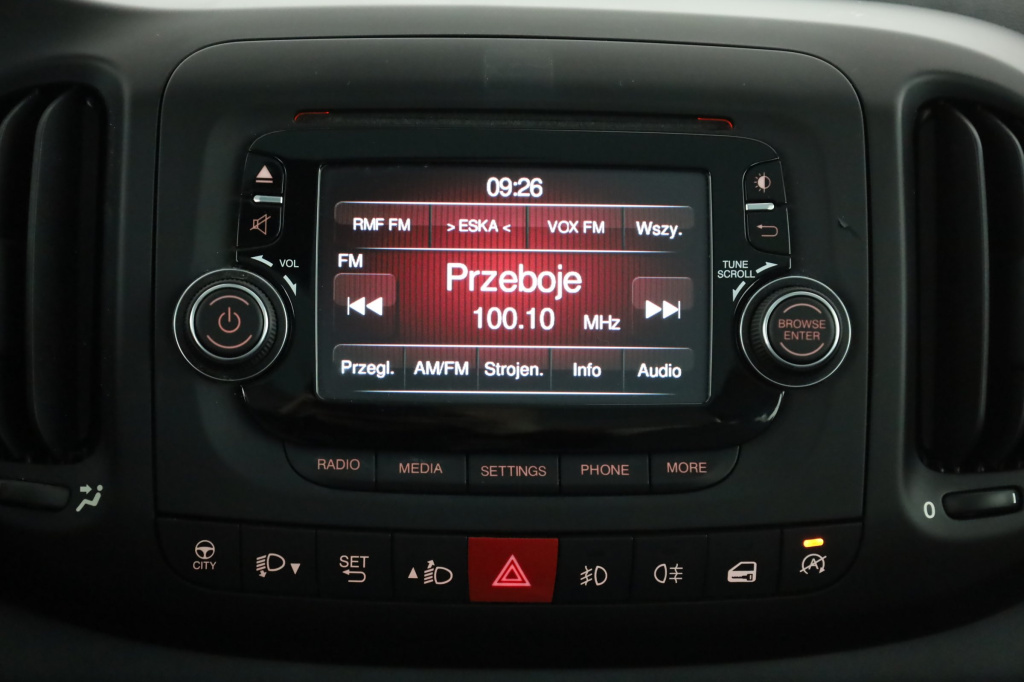 09:26
RMF FM > ESKA < VOX FM Wszy.
FM
VOL
TUNE
SCROLL
Przeboje
100.10 MHz
BROWSE
ENTER
Przegl. AM/FM Strojen. Info Audio
RADIO MEDIA SETTINGS PHONE MORE
0 1
CITY
SET